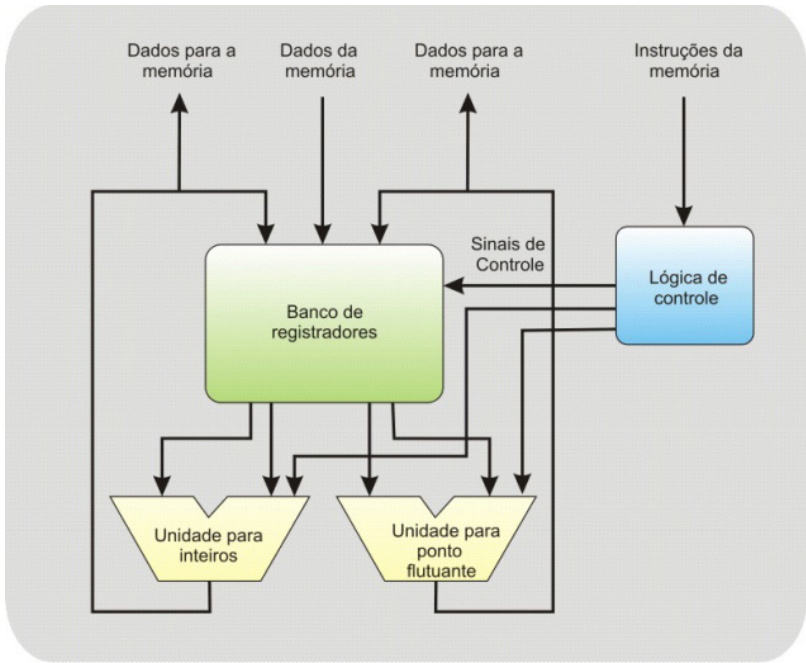 Dados para a
memória
Dados da
memória
Dados para a
memória
Instruções da
memória
Sinais de
Controle
Lógica de
controle
Banco de
registradores
Unidade para
inteiros
Unidade para
ponto
flutuante